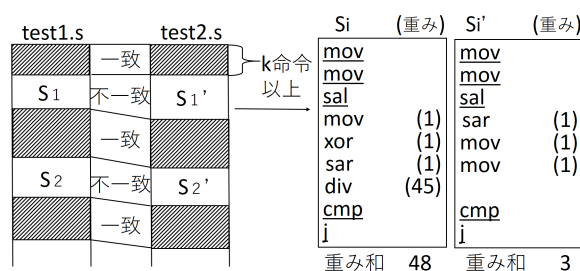 test1.s test2.s
一致
k命令
以上
S1 不一致 S1’
一致
S2 不一致 S2’
一致
Si (重み)
mov
mov
sal
mov (1)
xor (1)
sar (1)
div (45)
cmp
j
重み和 48
Si’ (重み)
mov
mov
sal
sar (1)
mov (1)
mov (1)
cmp
j
重み和 3